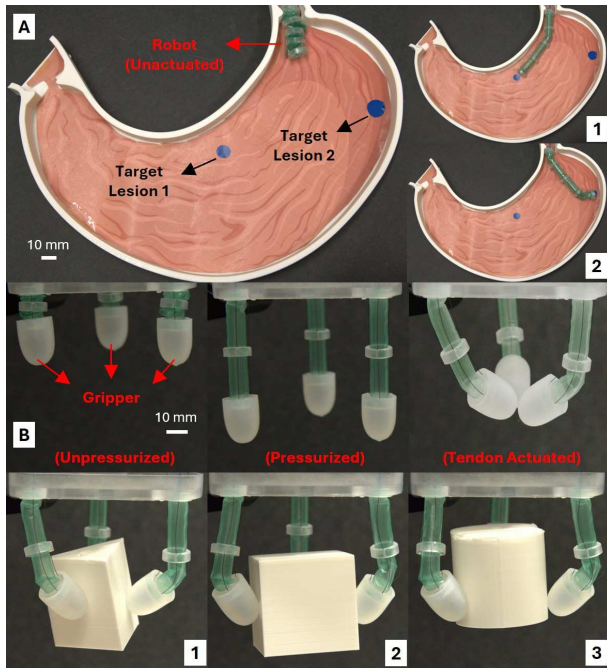 A
Robot
(Unactuated)
Target
Lesion 1
Target
Lesion 2
10 mm
1
2
Gripper
10 mm
B
(Unpressurized)
(Pressurized)
(Tendon Actuated)
1
2
3